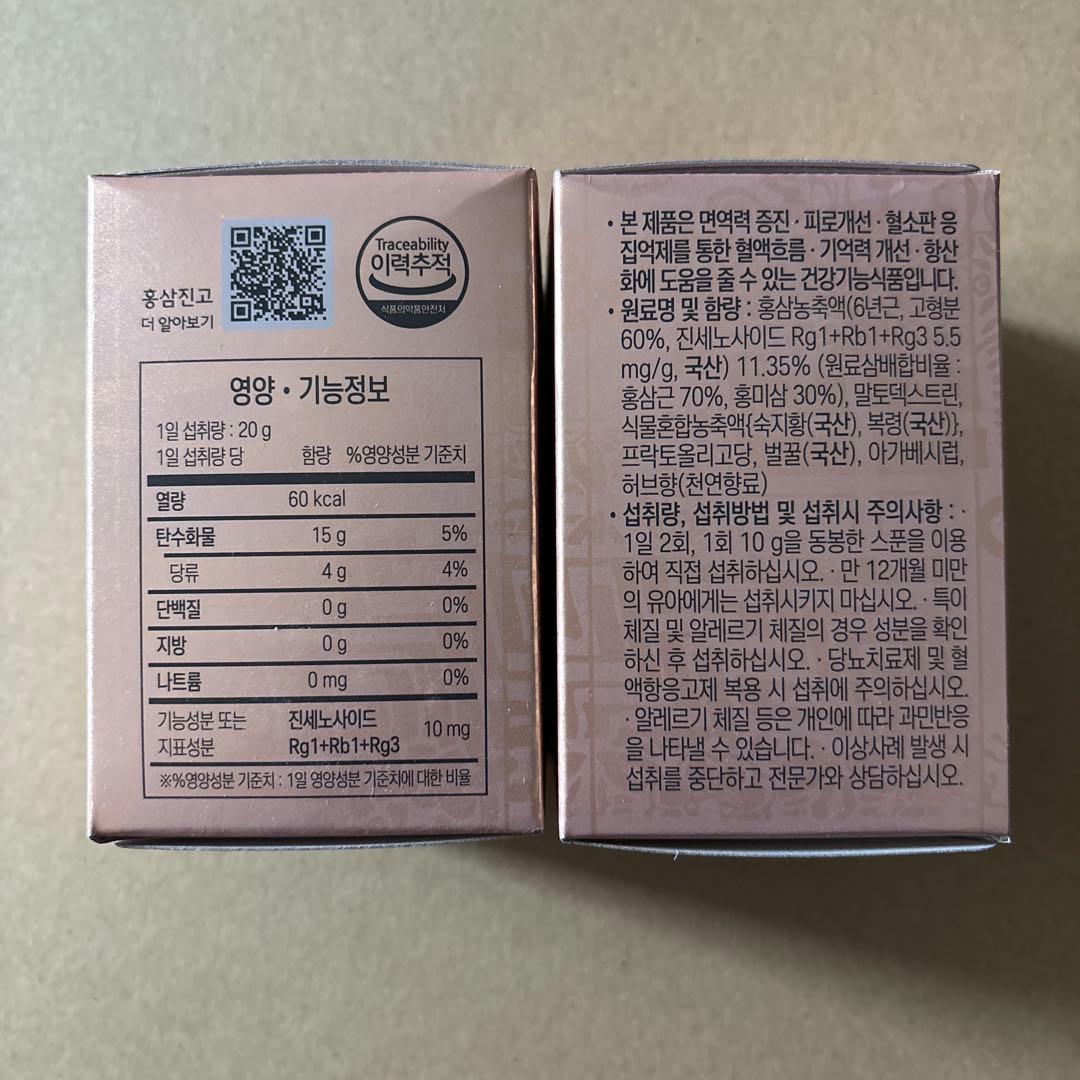 Traceability
이력추적
식품의약품안전처
홍삼진고
더 알아보기
영양 • 기능정보
1일 섭취량 : 20 g
1일 섭취량 당 함량 %영양성분 기준치
열량 60 kcal
탄수화물 15 g 5%
당류 4 g 4%
단백질 0 g 0%
지방 0 g 0%
나트륨 0 mg 0%
기능성분 또는 진세노사이드 10 mg
지표성분 Rg1+Rb1+Rg3
※%영양성분 기준치 : 1일 영양성분 기준치에 대한 비율
• 본 제품은 면역력 증진 · 피로개선 · 혈소판 응
집억제를 통한 혈액흐름 · 기억력 개선 · 항산
화에 도움을 줄 수 있는 건강기능식품입니다.
• 원료명 및 함량 : 홍삼농축액(6년근, 고형분
60%, 진세노사이드 Rg1+Rb1+Rg3 5.5
mg/g, 국산) 11.35% (원료삼배합비율 :
홍삼근 70%, 홍미삼 30%), 말토덱스트린,
식물혼합농축액{숙지황(국산), 복령(국산)},
프락토올리고당, 벌꿀(국산), 아가베시럽,
허브향(천연향료)
• 섭취량, 섭취방법 및 섭취시 주의사항 : ·
1일 2회, 1회 10 g을 동봉한 스푼을 이용
하여 직접 섭취하십시오. · 만 12개월 미만
의 유아에게는 섭취시키지 마십시오. · 특이
체질 및 알레르기 체질의 경우 성분을 확인
하신 후 섭취하십시오. · 당뇨치료제 및 혈
액항응고제 복용 시 섭취에 주의하십시오.
· 알레르기 체질 등은 개인에 따라 과민반응
을 나타낼 수 있습니다. · 이상사례 발생 시
섭취를 중단하고 전문가와 상담하십시오.